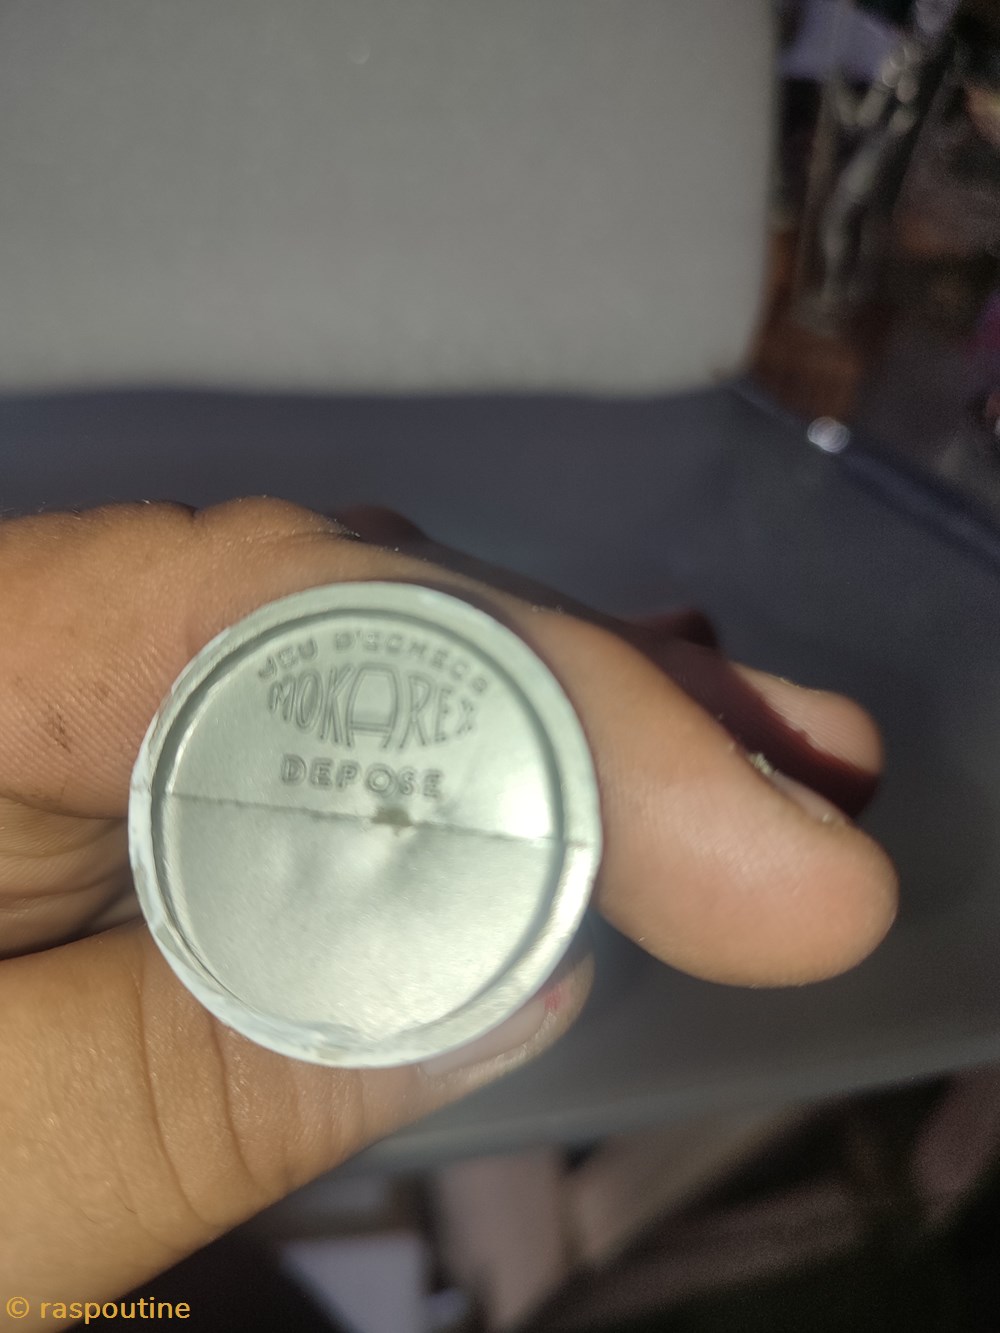 JEU D'ECHECS
MOKAREX
DEPOSE
© raspoutine